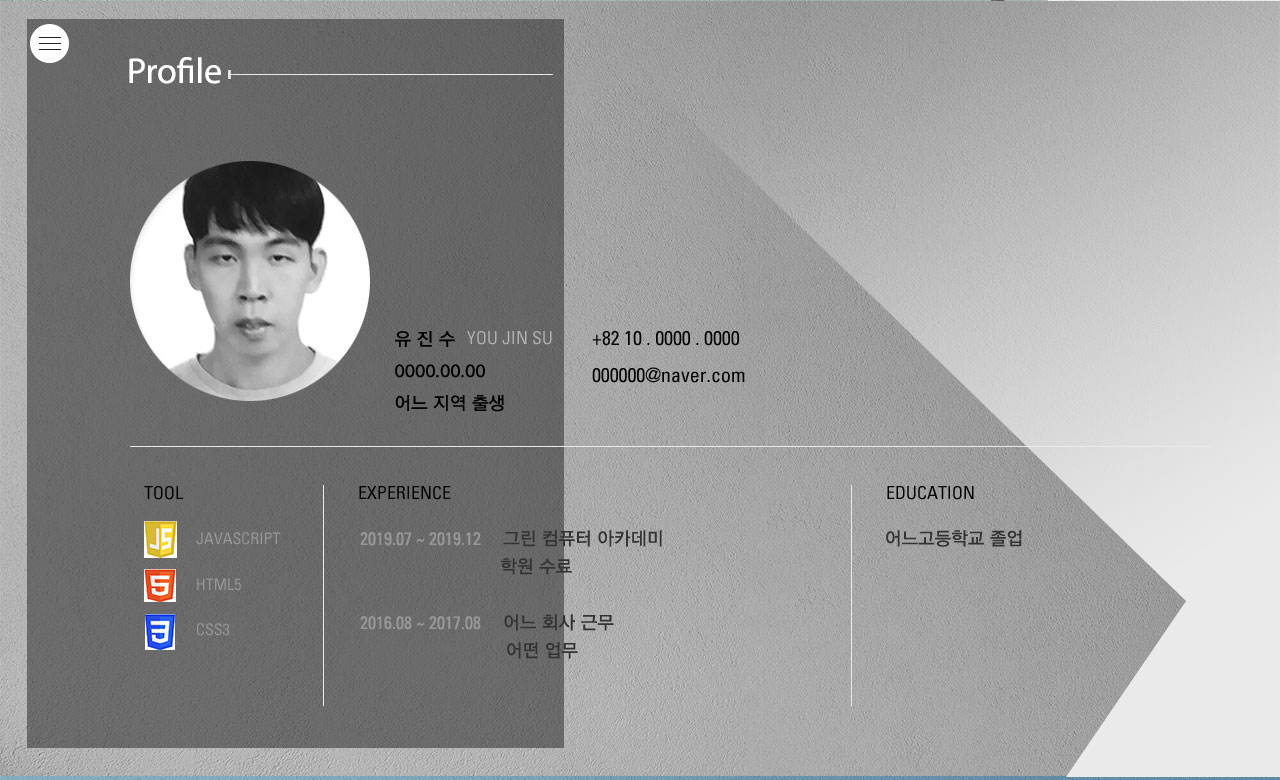 Profile
유 진 수 YOU JIN SU
0000.00.00
어느 지역 출생
+82 10 . 0000 . 0000
000000@naver.com
TOOL
JS JAVASCRIPT
5 HTML5
3 CSS3
EXPERIENCE
2019.07 ~ 2019.12 그린 컴퓨터 아카데미
학원 수료
2016.08 ~ 2017.08 어느 회사 근무
어떤 업무
EDUCATION
어느고등학교 졸업